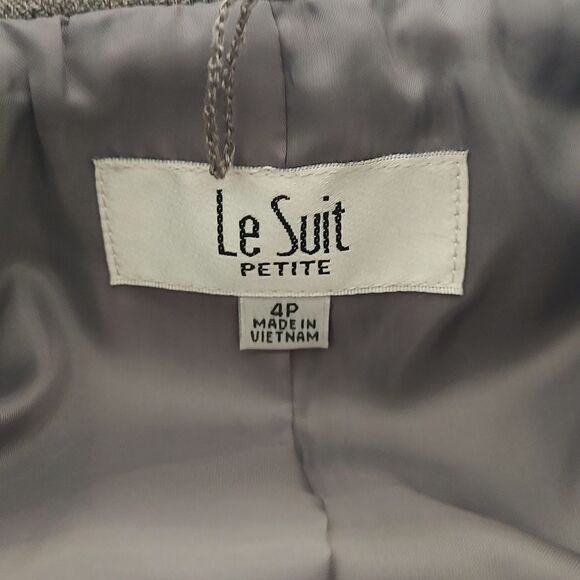 Le Suit
PETITE
4P
MADE IN
VIETNAM